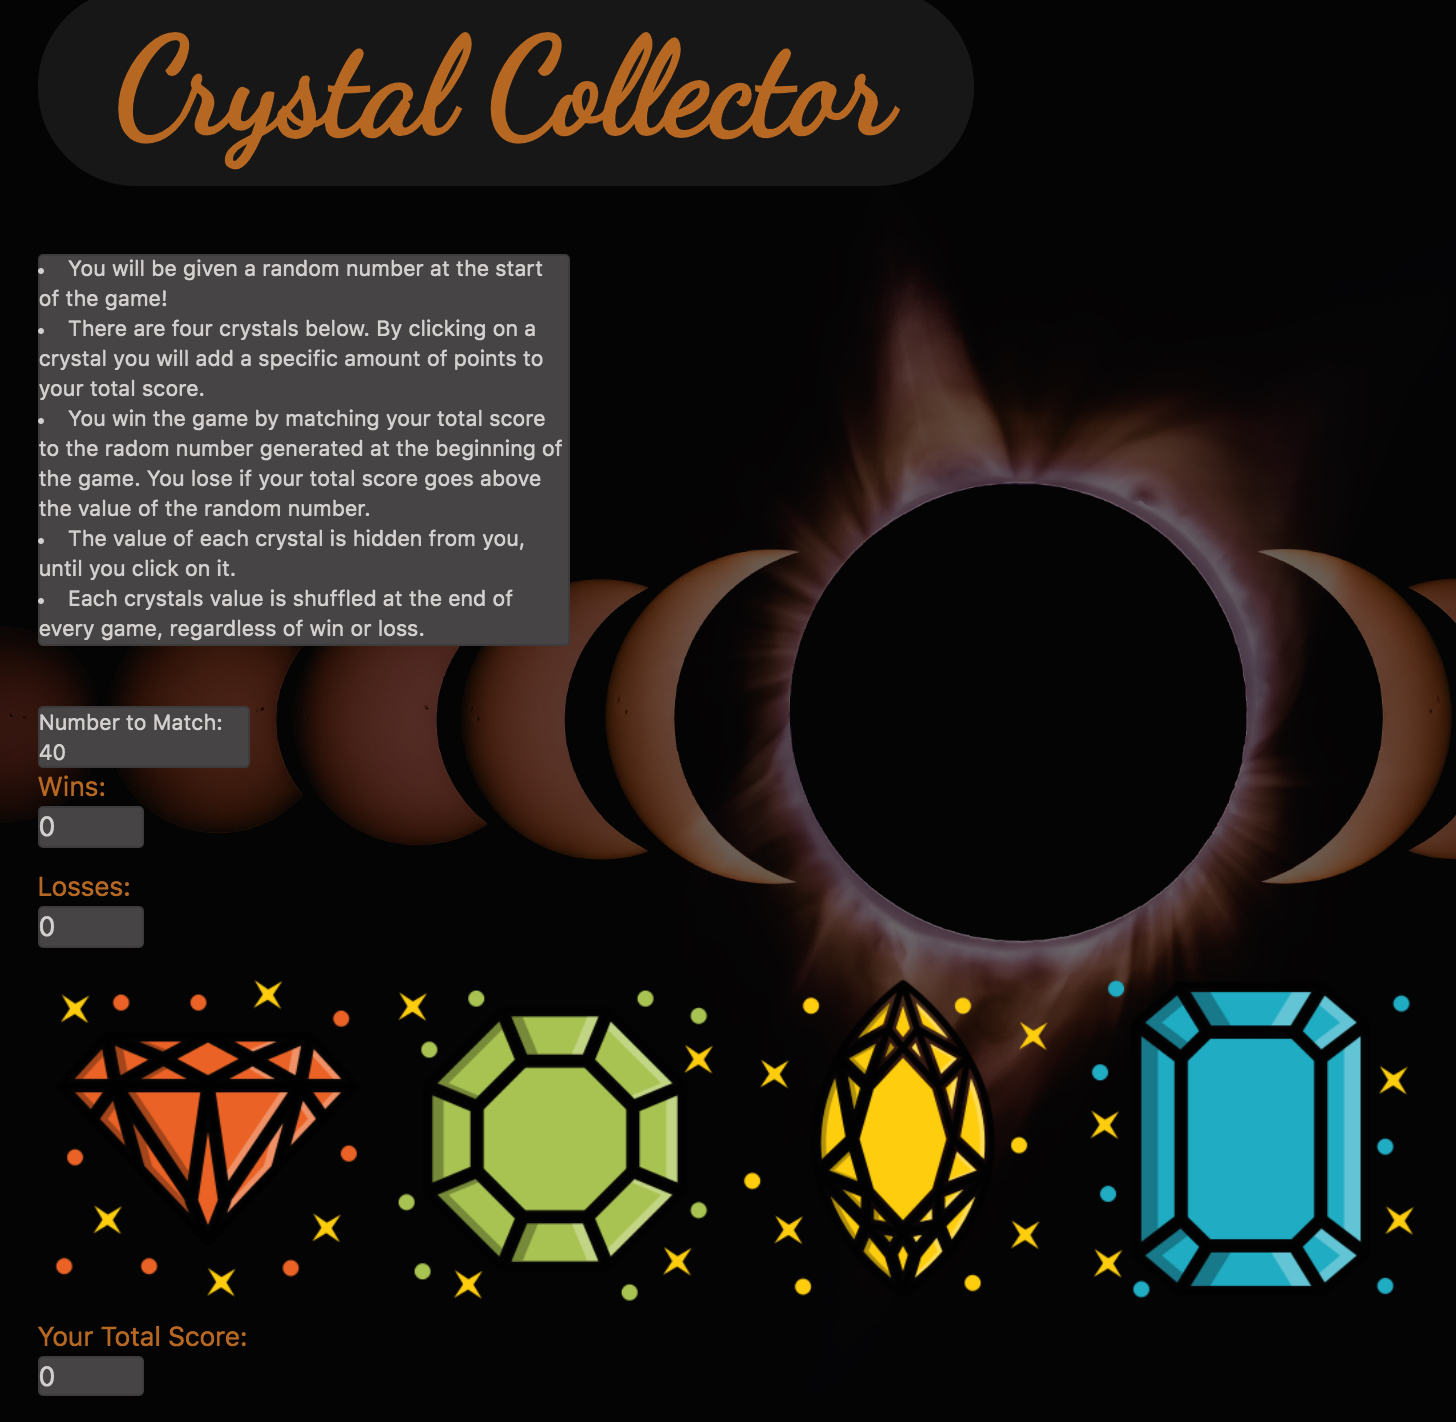 Crystal Collector
• You will be given a random number at the start
of the game!
• There are four crystals below. By clicking on a
crystal you will add a specific amount of points to
your total score.
• You win the game by matching your total score
to the radom number generated at the beginning of
the game. You lose if your total score goes above
the value of the random number.
• The value of each crystal is hidden from you,
until you click on it.
• Each crystals value is shuffled at the end of
every game, regardless of win or loss.
Number to Match:
40
Wins:
0
Losses:
0
Your Total Score:
0